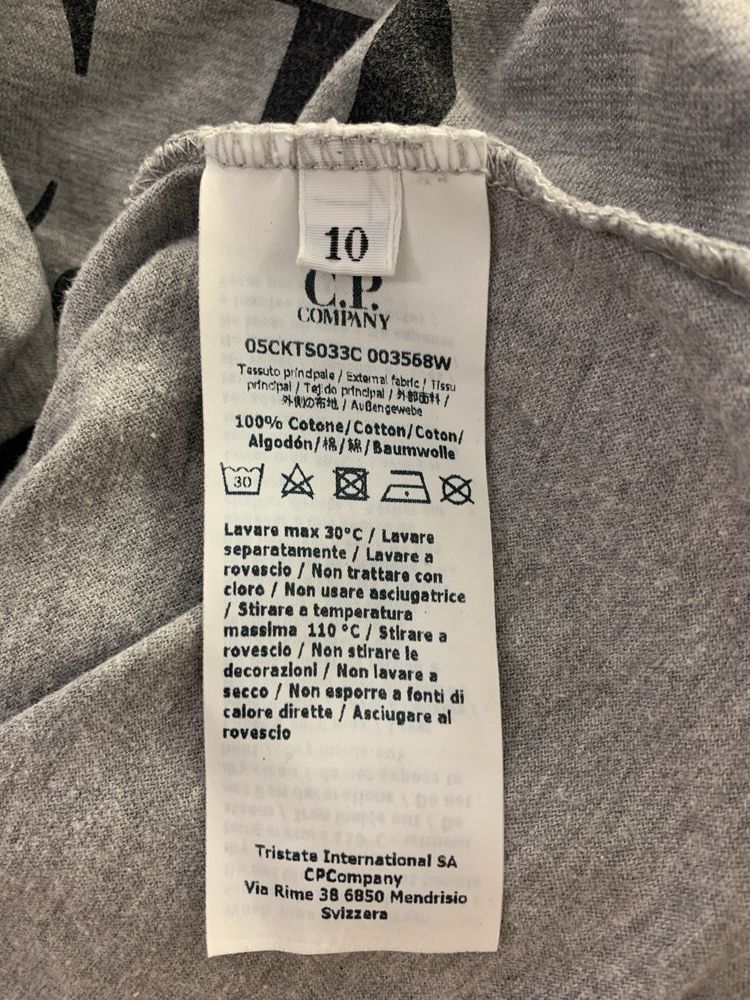 10
C.P.
COMPANY
05CKTS033C 003568W
Tessuto principale / External fabric / Tissu
principal / Tejido principal / 外部面料 /
外側の布地 / Außengewebe
100% Cotone/Cotton/Coton/
Algodón/棉/綿/Baumwolle
30
Lavare max 30°C / Lavare
separatamente / Lavare a
rovescio / Non trattare con
cloro / Non usare asciugatrice
/ Stirare a temperatura
massima 110 °C / Stirare a
rovescio / Non stirare le
decorazioni / Non lavare a
secco / Non esporre a fonti di
calore dirette / Asciugare al
rovescio
Tristate International SA
CPCompany
Via Rime 38 6850 Mendrisio
Svizzera